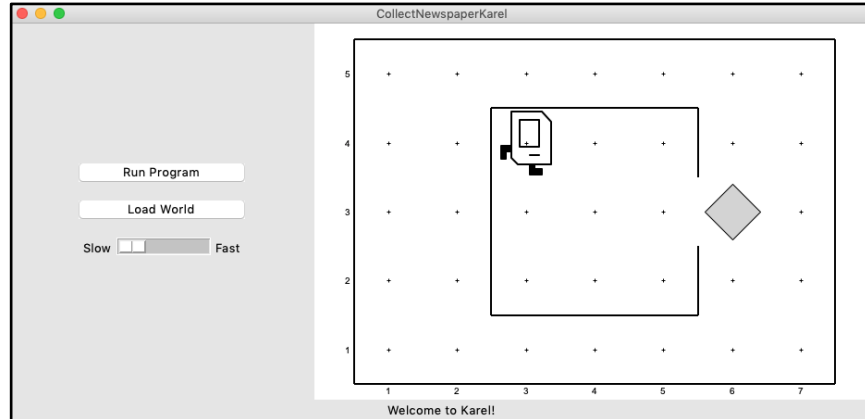 CollectNewspaperKarel
Run Program
Load World
Slow Fast
5
4
3
2
1
1 2 3 4 5 6 7
Welcome to Karel!